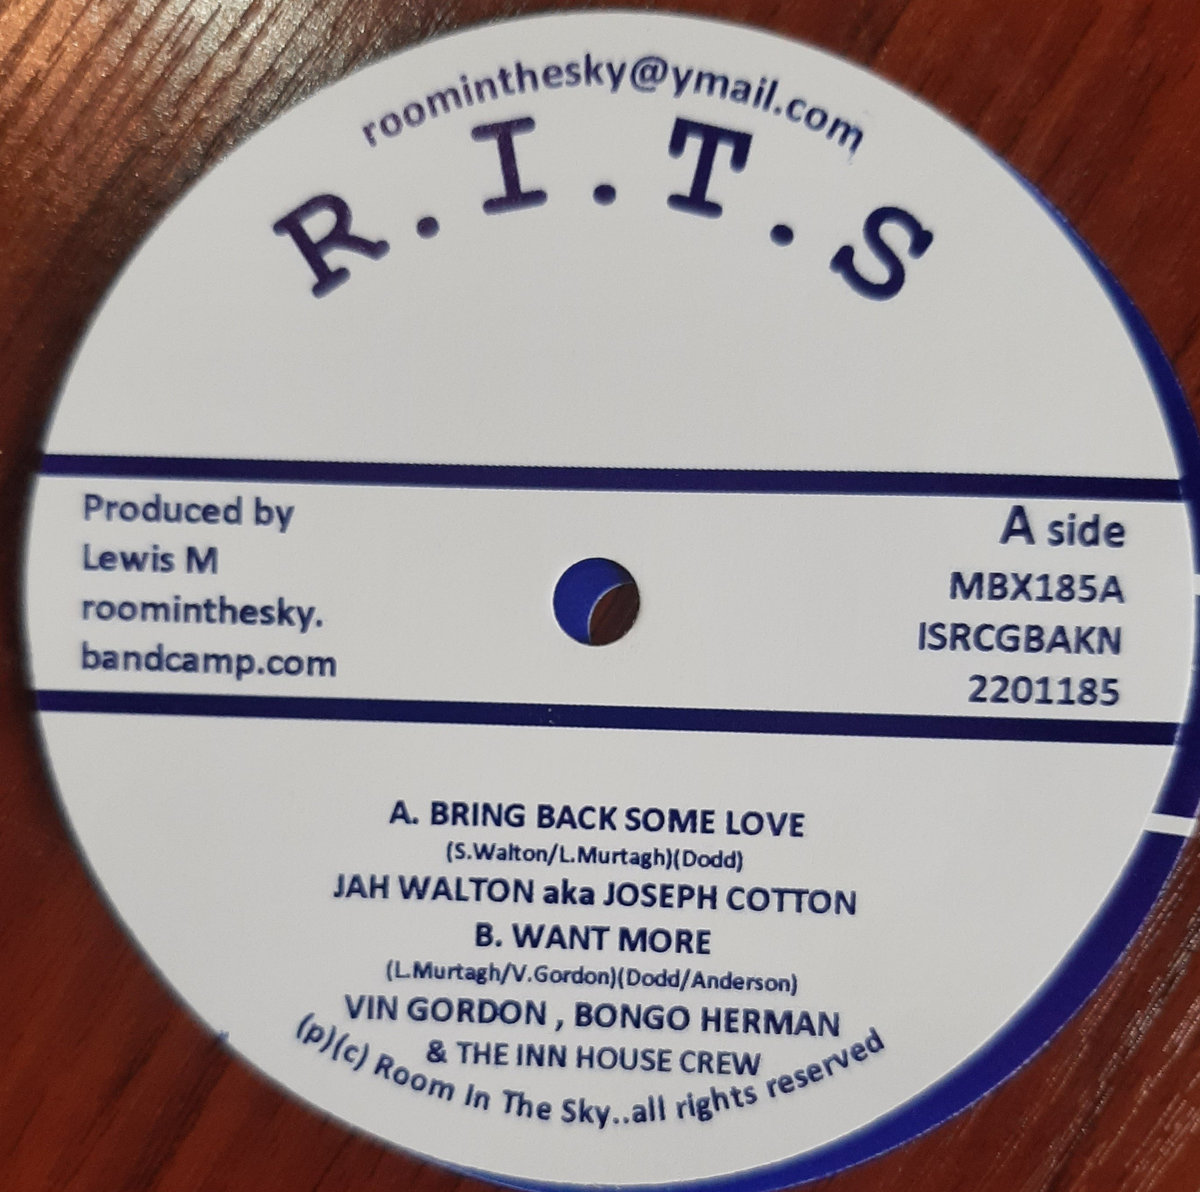 roominthesky@ymail.com
R.I.T.S
Produced by
Lewis M
roominthesky.
bandcamp.com
A side
MBX185A
ISRCGBAKN
2201185
A. BRING BACK SOME LOVE
(S.Walton/L.Murtagh)(Dodd)
JAH WALTON aka JOSEPH COTTON
B. WANT MORE
(L.Murtagh/V.Gordon)(Dodd/Anderson)
VIN GORDON , BONGO HERMAN
& THE INN HOUSE CREW
(p)(c) Room In The Sky..all rights reserved